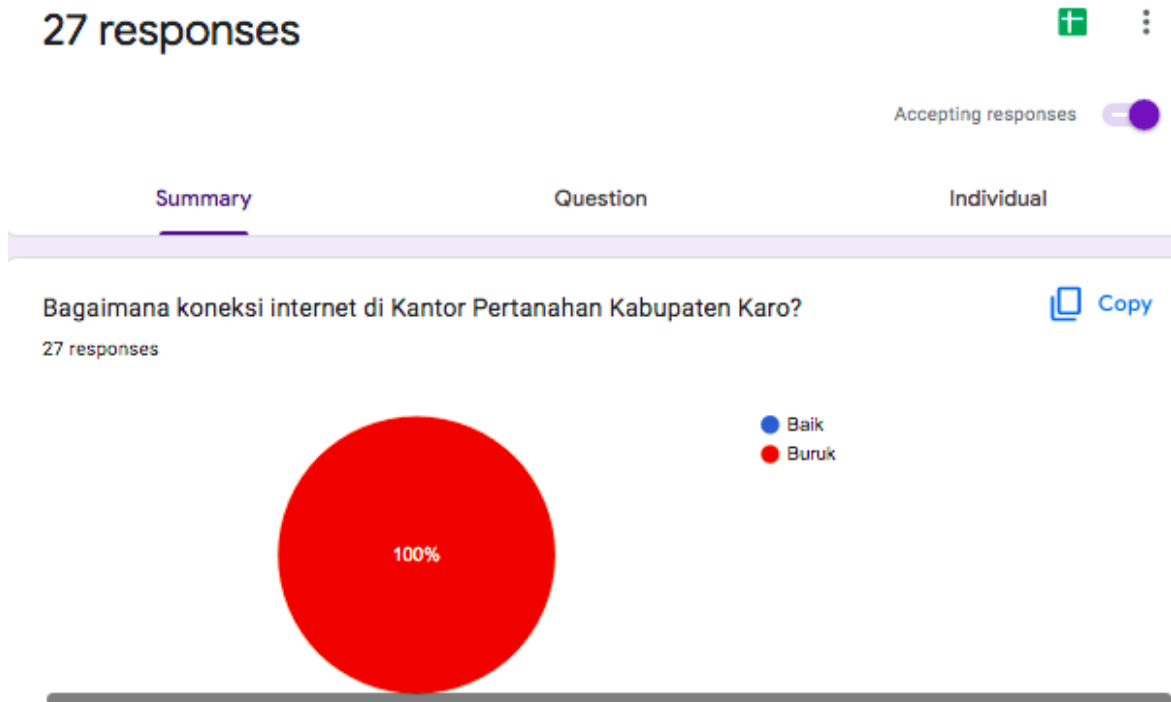 27 responses
Accepting responses
Summary
Question
Individual
Bagaimana koneksi internet di Kantor Pertanahan Kabupaten Karo?
Copy
27 responses
Baik
Buruk
100%